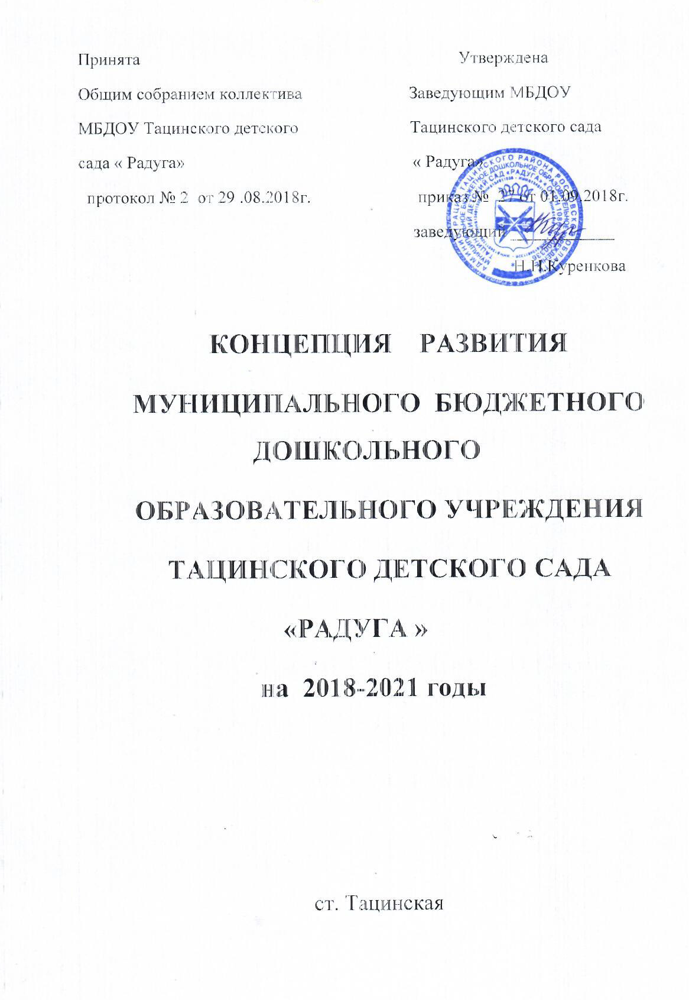 Принята
Общим собранием коллектива
МБДОУ Тацинского детского
сада « Радуга»
протокол № 2 от 29 .08.2018г.
Утверждена
Заведующим МБДОУ
Тацинского детского сада
« Радуга»
приказ № 27 от 01.09.2018г.
заведующий
Н.Н.Куренкова
КОНЦЕПЦИЯ РАЗВИТИЯ
МУНИЦИПАЛЬНОГО БЮДЖЕТНОГО
ДОШКОЛЬНОГО
ОБРАЗОВАТЕЛЬНОГО УЧРЕЖДЕНИЯ
ТАЦИНСКОГО ДЕТСКОГО САДА
«РАДУГА »
на 2018-2021 годы
ст. Тацинская